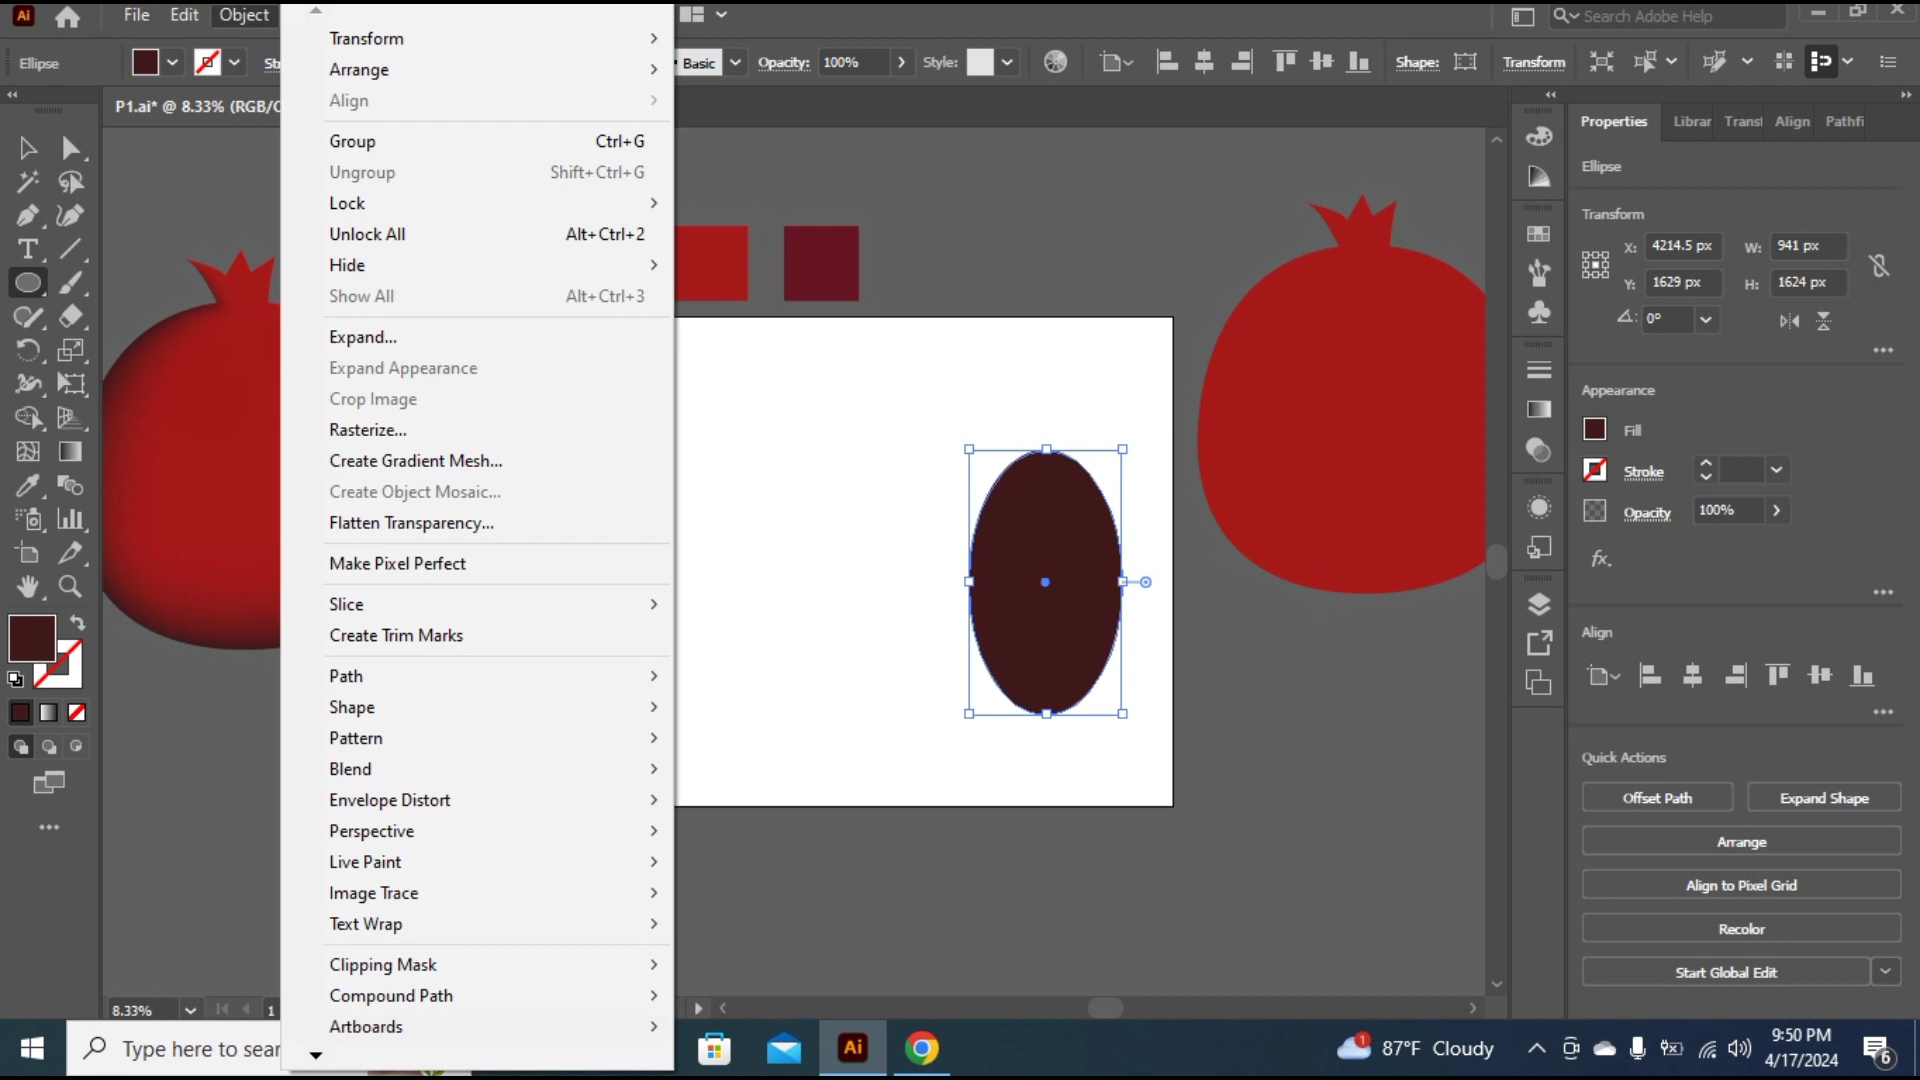 Ai File Edit Object Search Adobe Help
Ellipse St Basic Opacity: 100% Style: Shape: Transform
P1.ai* @ 8.33% (RGB/C
Transform
Arrange
Align
Group Ctrl+G
Ungroup Shift+Ctrl+G
Lock
Unlock All Alt+Ctrl+2
Hide
Show All Alt+Ctrl+3
Expand...
Expand Appearance
Crop Image
Rasterize...
Create Gradient Mesh...
Create Object Mosaic...
Flatten Transparency...
Make Pixel Perfect
Slice
Create Trim Marks
Path
Shape
Pattern
Blend
Envelope Distort
Perspective
Live Paint
Image Trace
Text Wrap
Clipping Mask
Compound Path
Artboards
Properties Librar Transf Align Pathfi
Ellipse
Transform
X: 4214.5 px W: 941 px
Y: 1629 px H: 1624 px
0°
Appearance
Fill
Stroke
Opacity 100%
fx.
Align
Quick Actions
Offset Path Expand Shape
Arrange
Align to Pixel Grid
Recolor
Start Global Edit
8.33% 1
Type here to sear Ai 1 87°F Cloudy 9:50 PM
4/17/2024 6